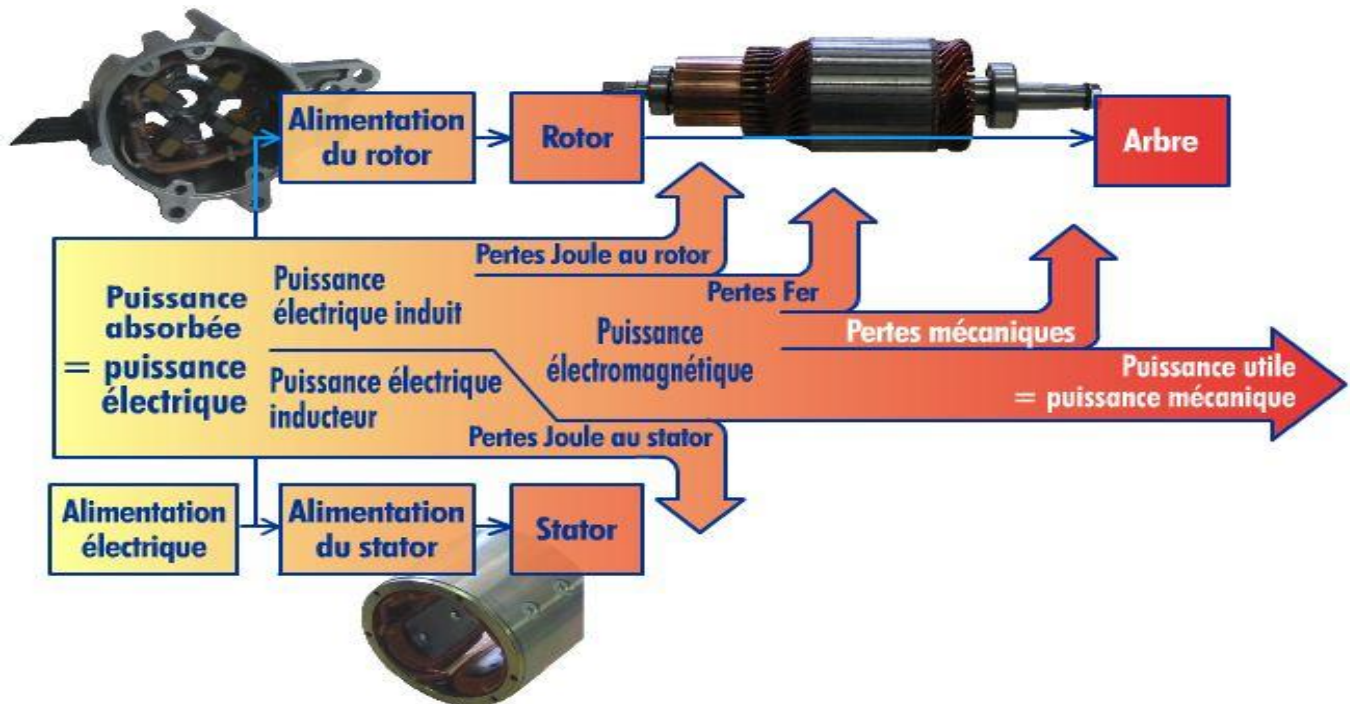 Alimentation
du rotor
Rotor
Arbre
Pertes Joule au rotor
Puissance
électrique induit
Pertes Fer
Puissance
absorbée
= puissance
électrique
Puissance
électromagnétique
Pertes mécaniques
Puissance électrique
inducteur
Puissance utile
= puissance mécanique
Pertes Joule au stator
Alimentation
électrique
Alimentation
du stator
Stator